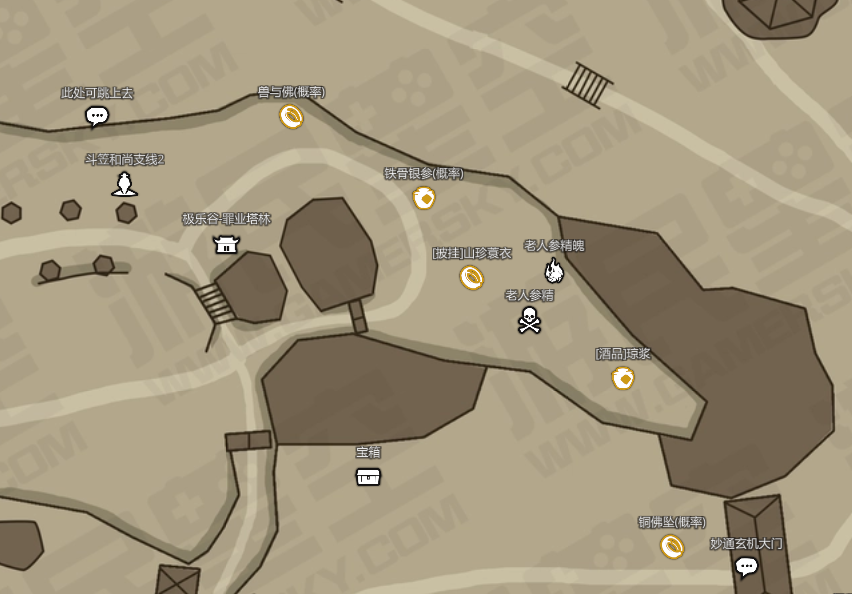 此处可跳上去
兽与佛(概率)
斗笠和尚支线2
铁骨银参(概率)
极乐谷-罪业塔林
[披挂]山珍蓑衣
老人参精魄
老人参精
[酒品]琼浆
宝箱
铜佛坠(概率)
妙通玄机大门